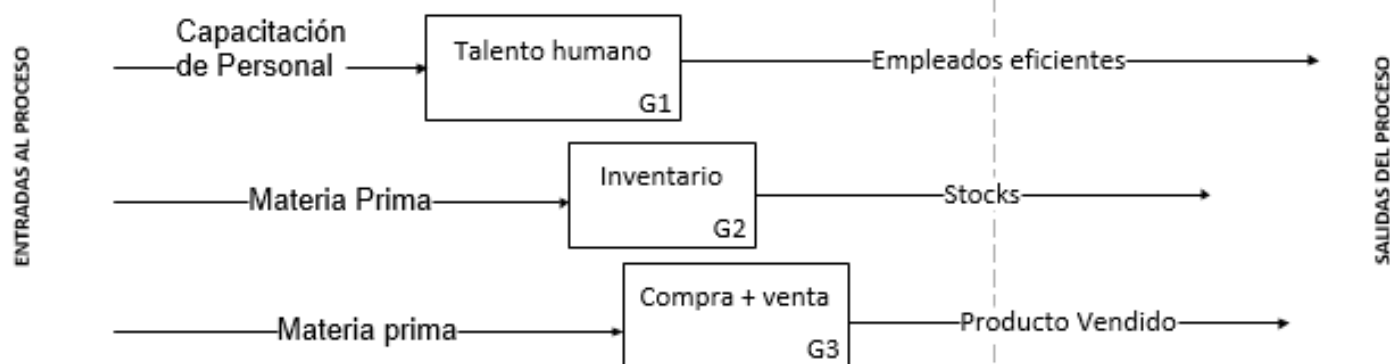 ENTRADAS AL PROCESO
Capacitación
de Personal
Talento humano
G1
Empleados eficientes
Materia Prima
Inventario
G2
Stocks
Materia prima
Compra + venta
G3
Producto Vendido
SALIDAS DEL PROCESO